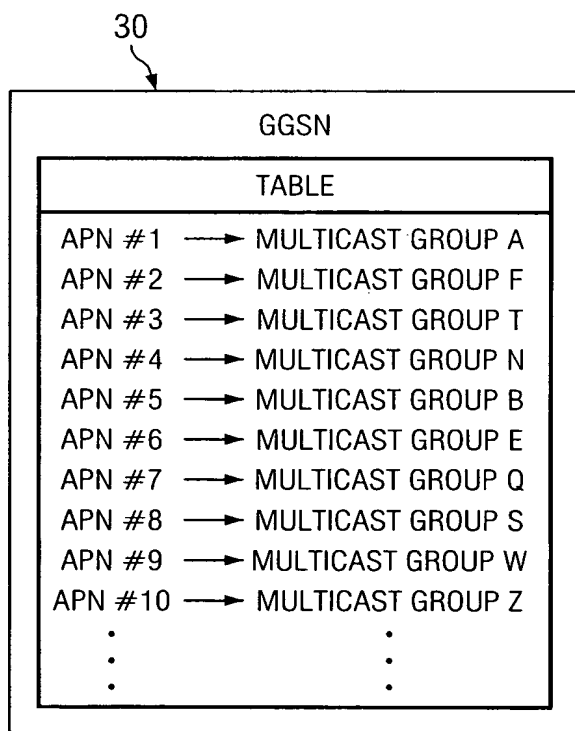 30
GGSN
TABLE
APN #1 → MULTICAST GROUP A
APN #2 → MULTICAST GROUP F
APN #3 → MULTICAST GROUP T
APN #4 → MULTICAST GROUP N
APN #5 → MULTICAST GROUP B
APN #6 → MULTICAST GROUP E
APN #7 → MULTICAST GROUP Q
APN #8 → MULTICAST GROUP S
APN #9 → MULTICAST GROUP W
APN #10 → MULTICAST GROUP Z